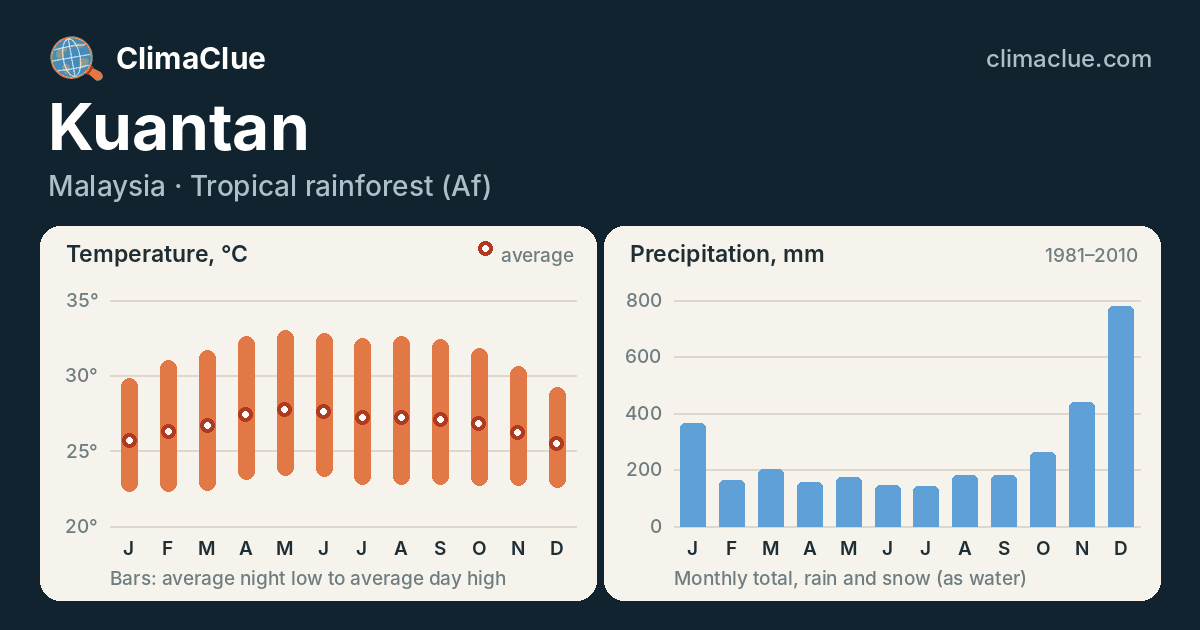 ClimaClue
climaclue.com
Kuantan
Malaysia · Tropical rainforest (Af)
Temperature, °C
average
35°
30°
25°
20°
J F M A M J J A S O N D
Bars: average night low to average day high
Precipitation, mm
1981–2010
800
600
400
200
0
J F M A M J J A S O N D
Monthly total, rain and snow (as water)